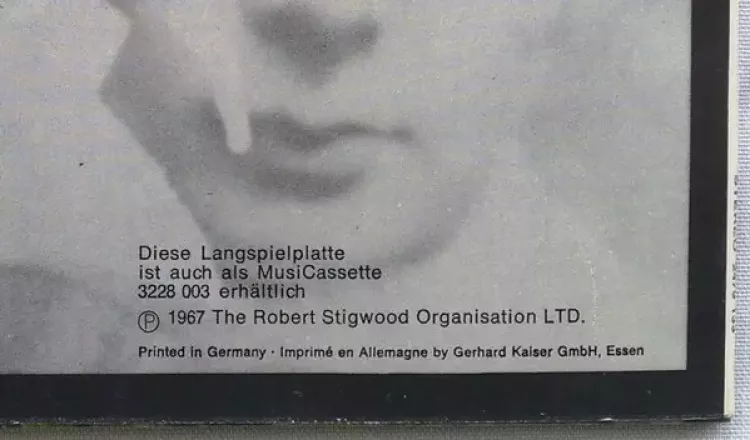 Diese Langspielplatte
ist auch als MusiCassette
3228 003 erhältlich
Ⓟ 1967 The Robert Stigwood Organisation LTD.
Printed in Germany · Imprimé en Allemagne by Gerhard Kaiser GmbH, Essen